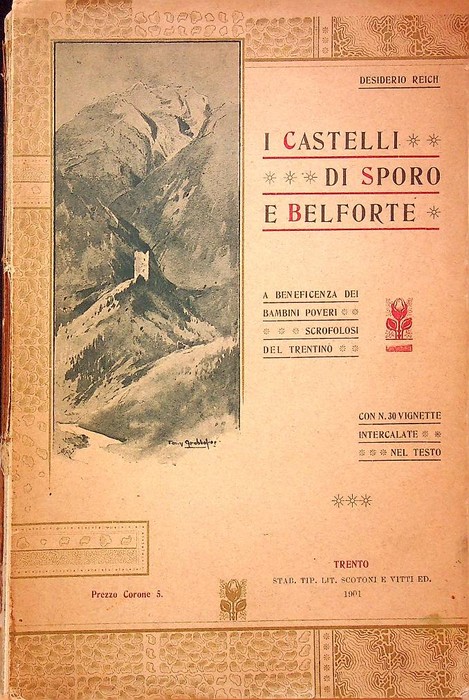 DESIDERIO REICH
I CASTELLI
DI SPORO
E BELFORTE
A BENEFICENZA DEI
BAMBINI POVERI
SCROFOLOSI
DEL TRENTINO
CON N. 30 VIGNETTE
INTERCALATE
NEL TESTO
TRENTO
STAB. TIP. LIT. SCOTONI E VITTI ED.
1901
Prezzo Corone 5.